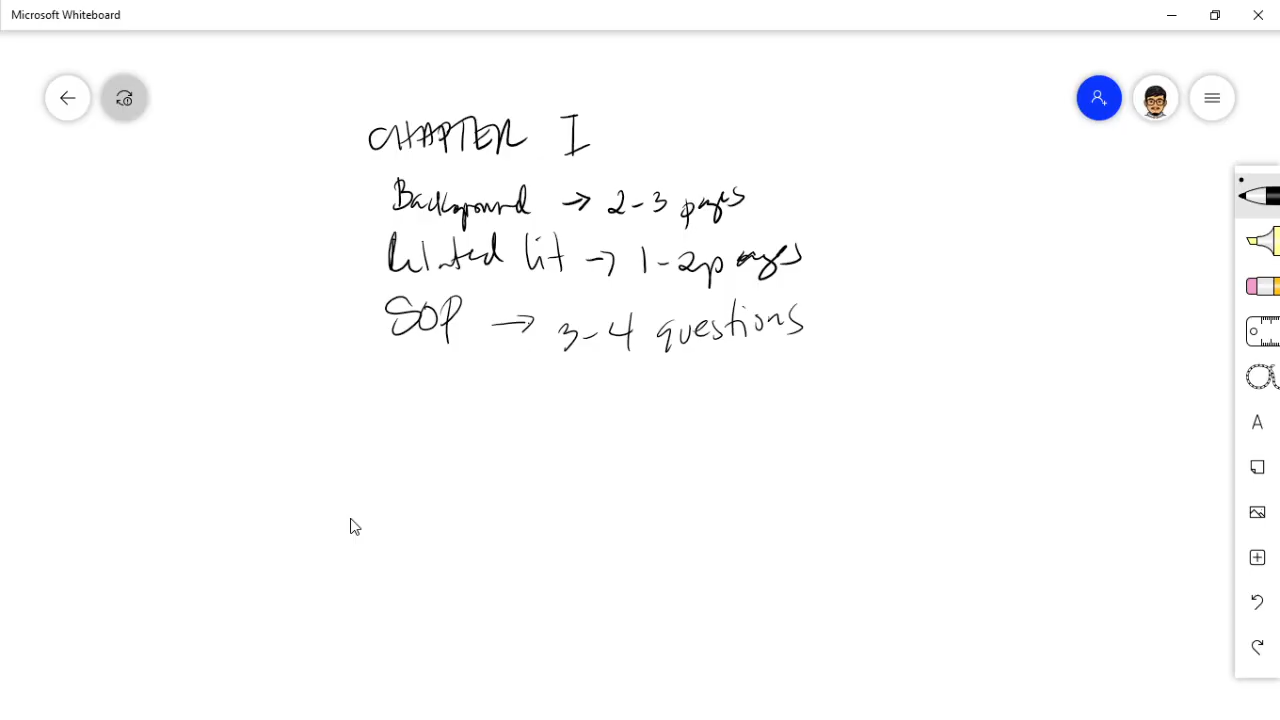 Microsoft Whiteboard
CHAPTER I
Background → 2-3 pages
Related lit → 1-2 pages
SOP → 3-4 questions
A